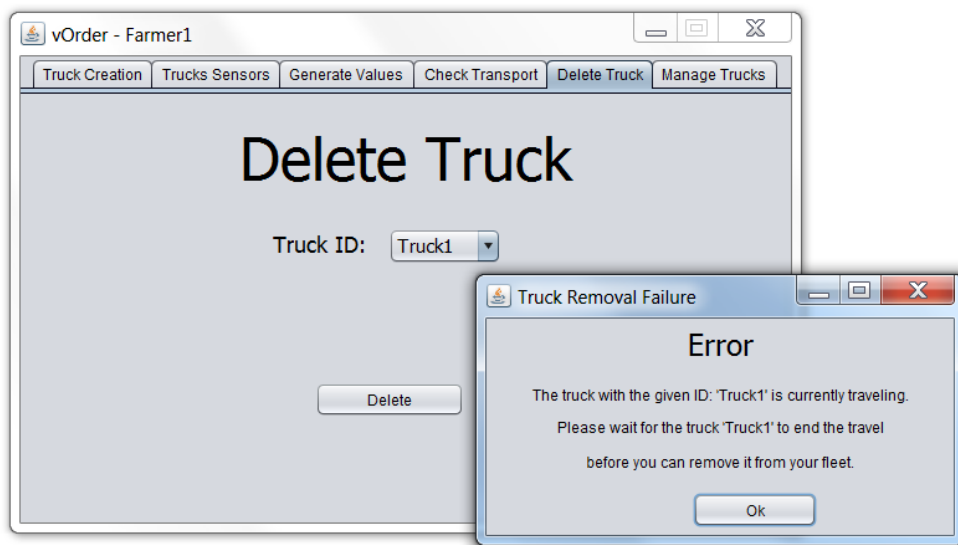 vOrder - Farmer1
Truck Creation Trucks Sensors Generate Values Check Transport Delete Truck Manage Trucks
Delete Truck
Truck ID: Truck1
Delete
Truck Removal Failure
Error
The truck with the given ID: 'Truck1' is currently traveling.
Please wait for the truck 'Truck1' to end the travel
before you can remove it from your fleet.
Ok